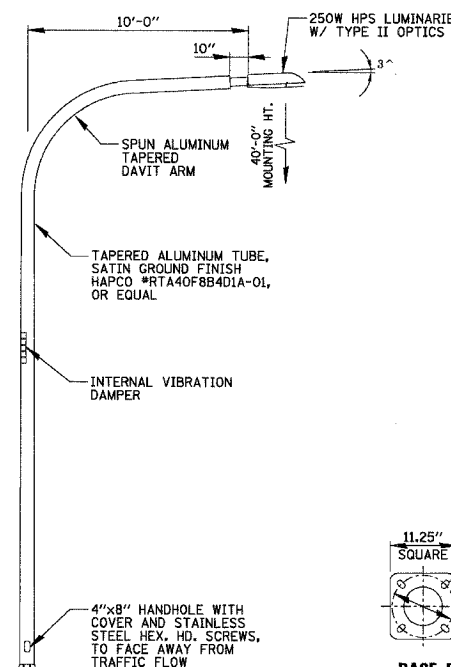 10'-0"
250W HPS LUMINARIE
W/ TYPE II OPTICS
10"
3^
40'-0"
MOUNTING HT.
SPUN ALUMINUM
TAPERED
DAVIT ARM
TAPERED ALUMINUM TUBE,
SATIN GROUND FINISH
HAPCO #RTA40F8B4D1A-01,
OR EQUAL
INTERNAL VIBRATION
DAMPER
11.25"
SQUARE
4"x8" HANDHOLE WITH
COVER AND STAINLESS
STEEL HEX. HD. SCREWS,
TO FACE AWAY FROM
TRAFFIC FLOW